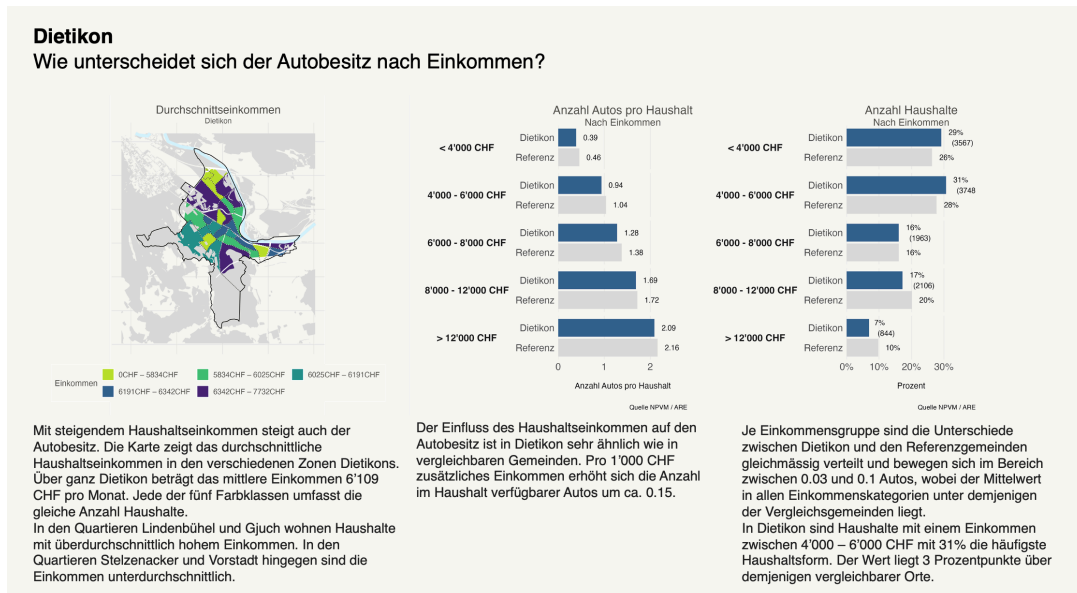 Dietikon
Wie unterscheidet sich der Autobesitz nach Einkommen?
Durchschnittseinkommen
Dietikon
Einkommen
0CHF – 5834CHF
5834CHF – 6025CHF
6025CHF – 6191CHF
6191CHF – 6342CHF
6342CHF – 7732CHF
Mit steigendem Haushaltseinkommen steigt auch der
Autobesitz. Die Karte zeigt das durchschnittliche
Haushaltseinkommen in den verschiedenen Zonen Dietikons.
Über ganz Dietikon beträgt das mittlere Einkommen 6'109
CHF pro Monat. Jede der fünf Farbklassen umfasst die
gleiche Anzahl Haushalte.
In den Quartieren Lindenbühel und Gjuch wohnen Haushalte
mit überdurchschnittlich hohem Einkommen. In den
Quartieren Stelzenacker und Vorstadt hingegen sind die
Einkommen unterdurchschnittlich.
Anzahl Autos pro Haushalt
Nach Einkommen
< 4'000 CHF
Dietikon 0.39
Referenz 0.46
4'000 - 6'000 CHF
Dietikon 0.94
Referenz 1.04
6'000 - 8'000 CHF
Dietikon 1.28
Referenz 1.38
8'000 - 12'000 CHF
Dietikon 1.69
Referenz 1.72
> 12'000 CHF
Dietikon 2.09
Referenz 2.16
0 1 2
Anzahl Autos pro Haushalt
Quelle NPVM / ARE
Der Einfluss des Haushaltseinkommen auf den
Autobesitz ist in Dietikon sehr ähnlich wie in
vergleichbaren Gemeinden. Pro 1'000 CHF
zusätzliches Einkommen erhöht sich die Anzahl
im Haushalt verfügbarer Autos um ca. 0.15.
Anzahl Haushalte
Nach Einkommen
< 4'000 CHF
Dietikon 29%
(3567)
Referenz 26%
4'000 - 6'000 CHF
Dietikon 31%
(3748
Referenz 28%
6'000 - 8'000 CHF
Dietikon 16%
(1963)
Referenz 16%
8'000 - 12'000 CHF
Dietikon 17%
(2106)
Referenz 20%
> 12'000 CHF
Dietikon 7%
(844)
Referenz 10%
0% 10% 20% 30%
Prozent
Quelle NPVM / ARE
Je Einkommensgruppe sind die Unterschiede
zwischen Dietikon und den Referenzgemeinden
gleichmässig verteilt und bewegen sich im Bereich
zwischen 0.03 und 0.1 Autos, wobei der Mittelwert
in allen Einkommenskategorien unter demjenigen
der Vergleichsgemeinden liegt.
In Dietikon sind Haushalte mit einem Einkommen
zwischen 4'000 – 6'000 CHF mit 31% die häufigste
Haushaltsform. Der Wert liegt 3 Prozentpunkte über
demjenigen vergleichbarer Orte.